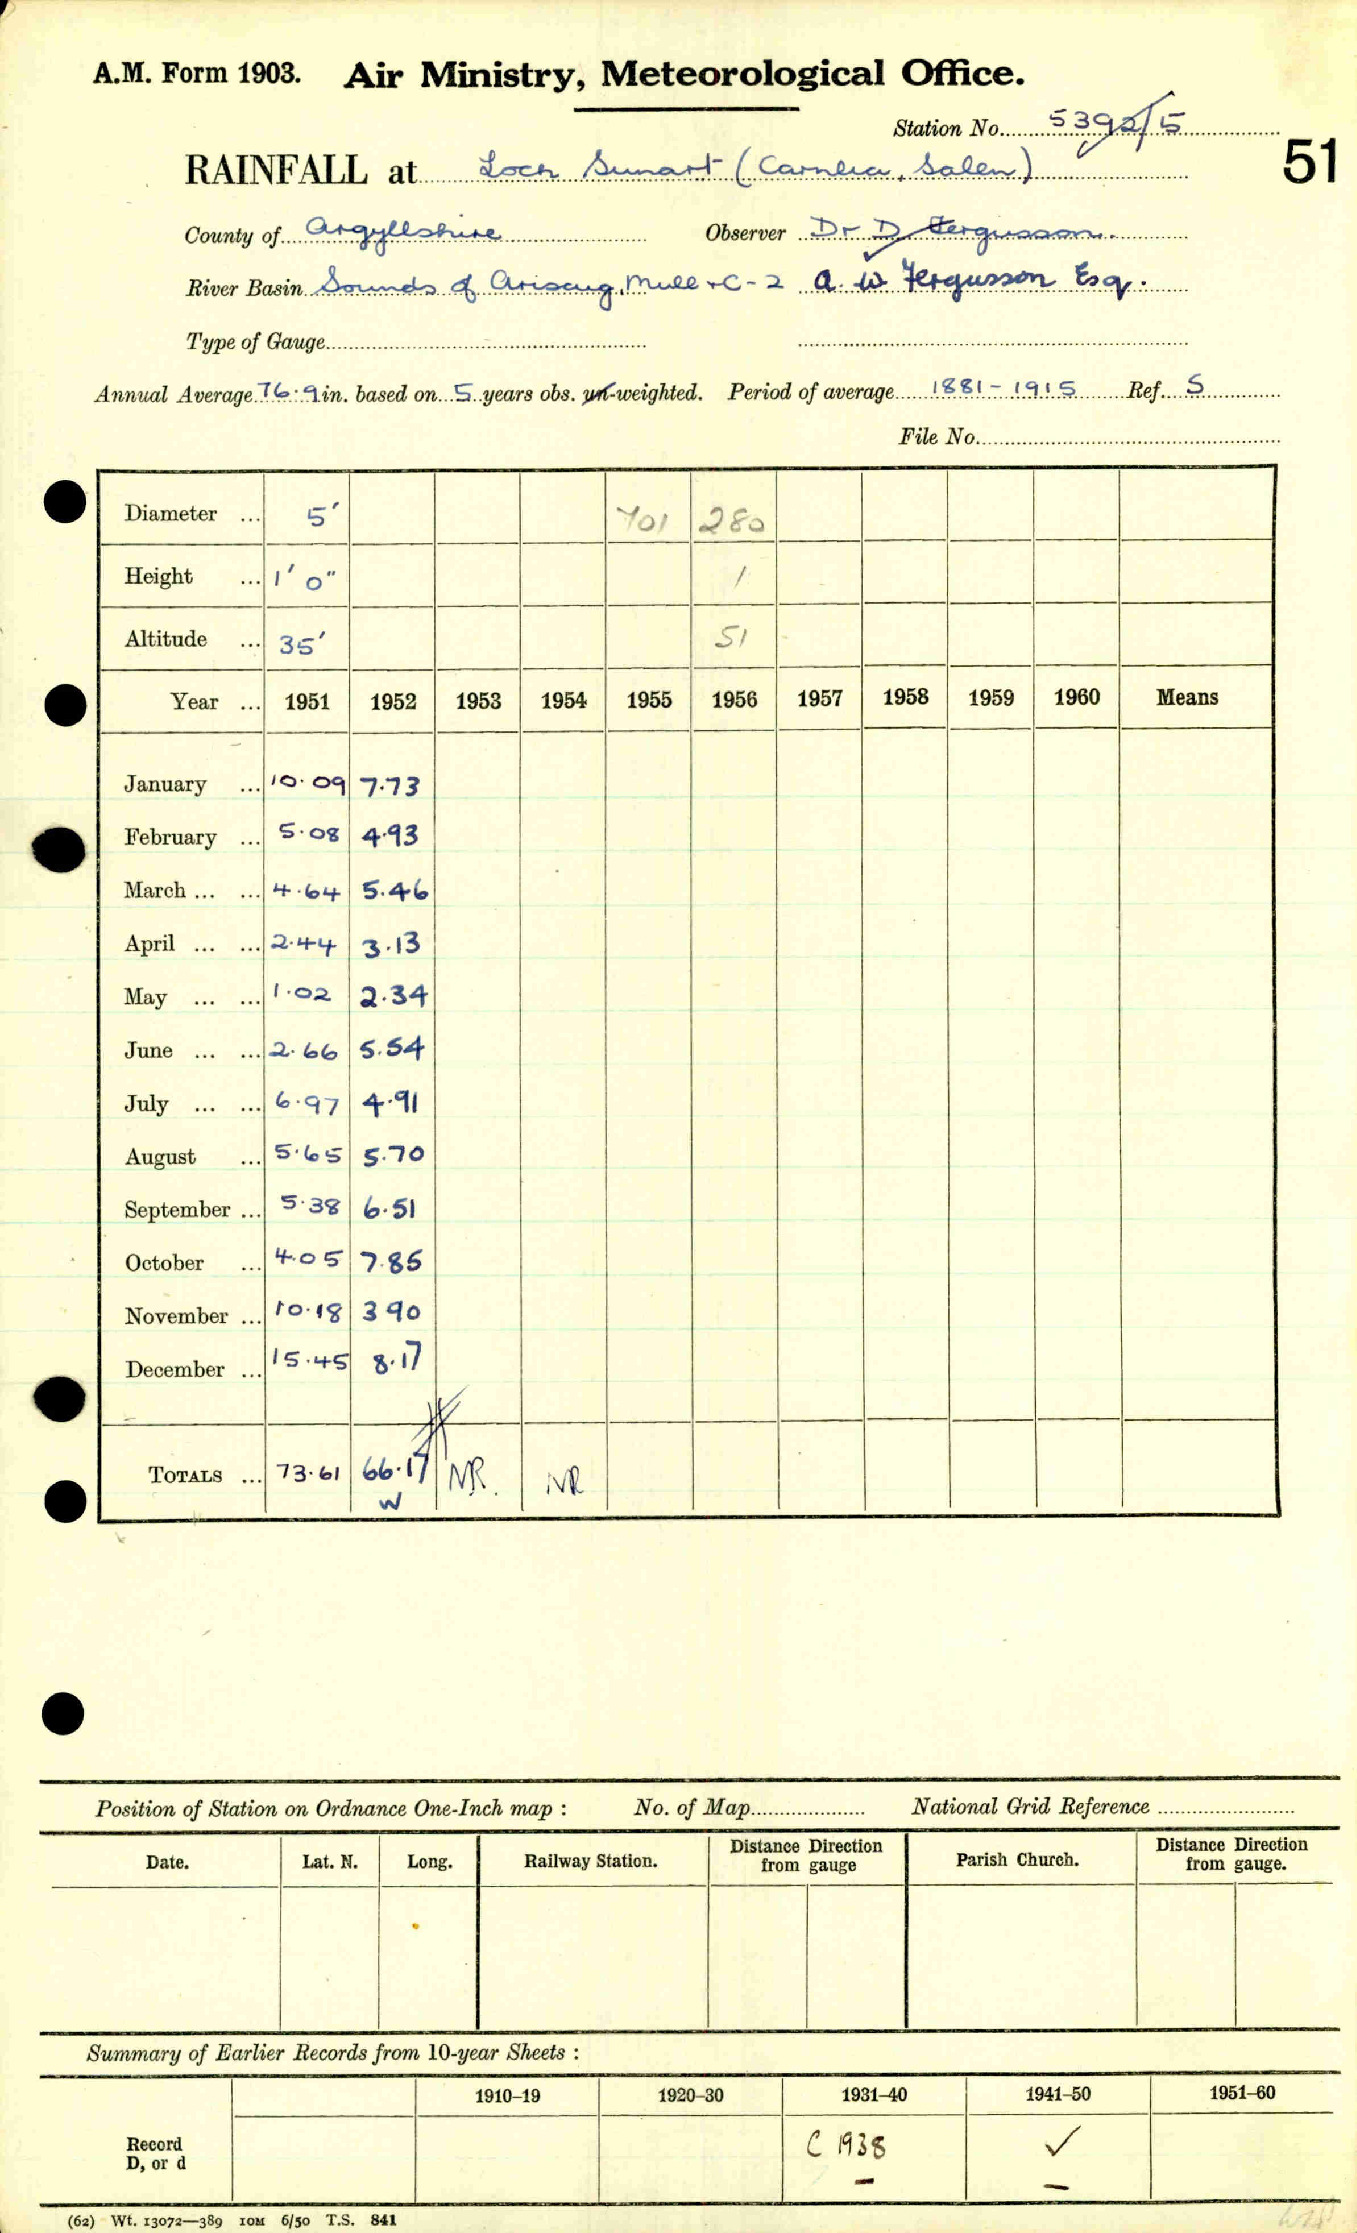 A.M. Form 1903. Air Ministry, Meteorological Office.
Station No. 5392/5
RAINFALL at Loch Sunart (Carnlia, Salen)
51
County of Argyllshire Observer Dr D Fergusson.
River Basin Sounds of Arisaig, Mull + C - 2 A. W Fergusson Esq.
Type of Gauge
Annual Average 76.9 in. based on 5 years obs. un-weighted. Period of average 1881-1915 Ref. S
File No.
Diameter ... 5' 701 280
Height ... 1' 0" 1
Altitude ... 35' 51
Year ... 1951 1952 1953 1954 1955 1956 1957 1958 1959 1960 Means
January ... 10.09 7.73
February ... 5.08 4.93
March ... ... 4.64 5.46
April ... ... 2.44 3.13
May ... ... 1.02 2.34
June ... ... 2.66 5.54
July ... ... 6.97 4.91
August ... 5.65 5.70
September ... 5.38 6.51
October ... 4.05 7.85
November ... 10.18 3 90
December ... 15.45 8.17
TOTALS ... 73.61 66.17 NR. NR
W
Position of Station on Ordnance One-Inch map : No. of Map National Grid Reference
Date. Lat. N. Long. Railway Station. Distance from gauge Direction Parish Church. Distance from gauge. Direction
Summary of Earlier Records from 10-year Sheets :
1910–19 1920–30 1931–40 1941–50 1951–60
Record D, or d C 1938 ✓
(62) Wt. 13072—389 10M 6/50 T.S. 841